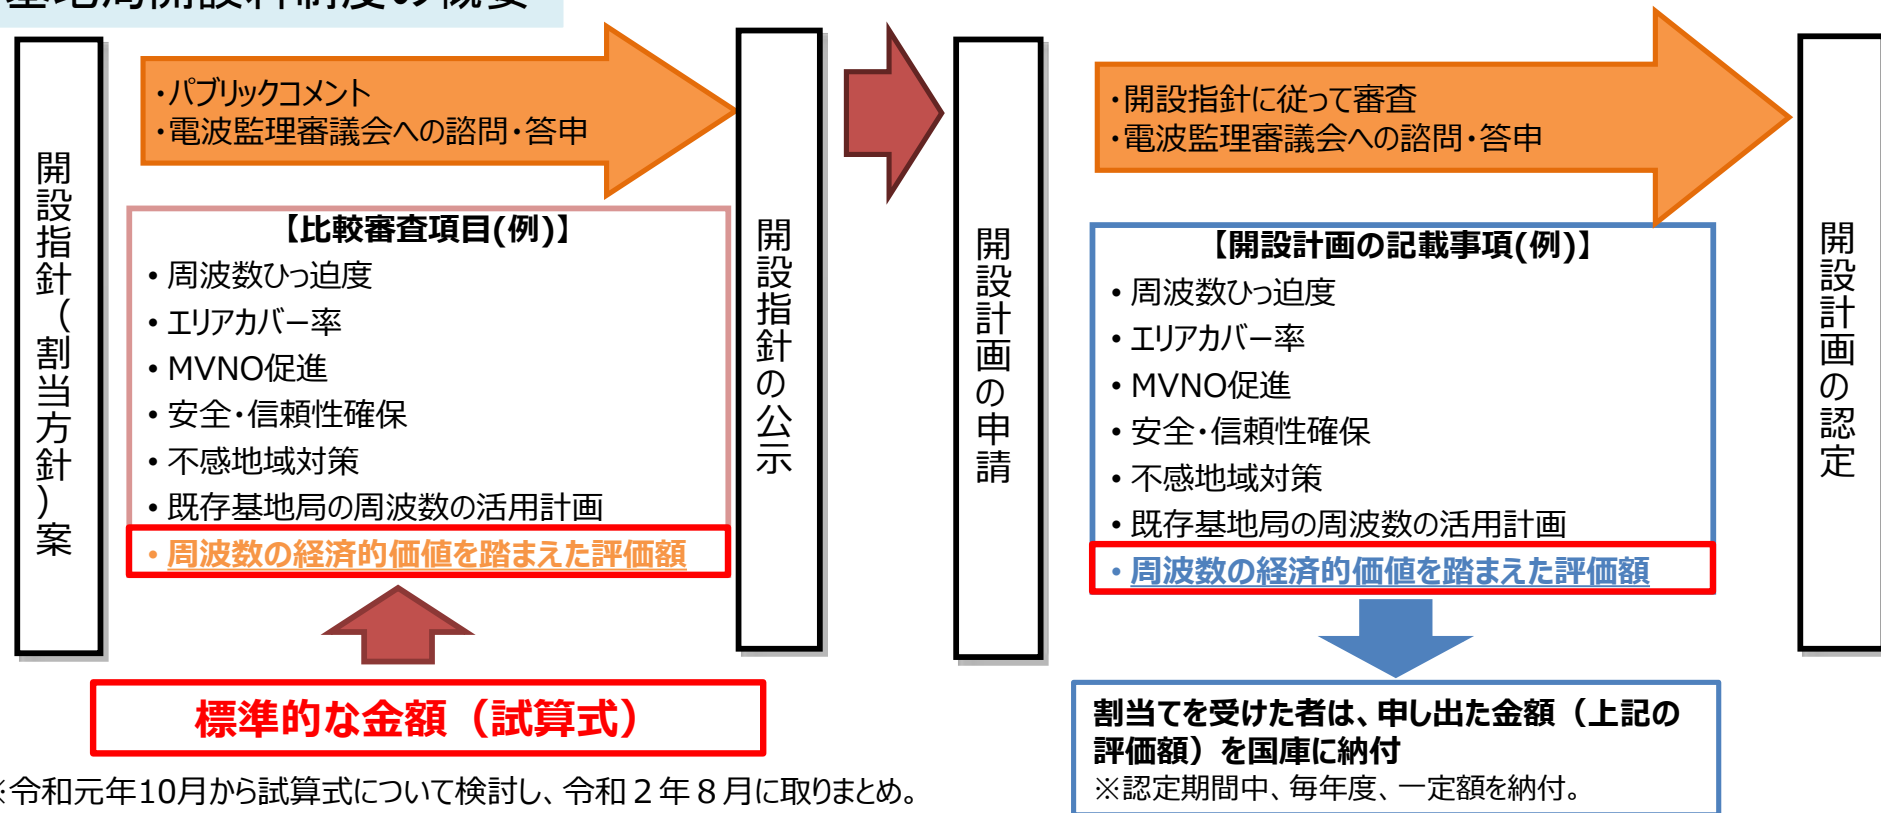 基地局開設料制度の概要
開設指針（割当方針）案
・パブリックコメント
・電波監理審議会への諮問・答申
【比較審査項目(例)】
• 周波数ひっ迫度
• エリアカバー率
• MVNO促進
• 安全・信頼性確保
• 不感地域対策
• 既存基地局の周波数の活用計画
• 周波数の経済的価値を踏まえた評価額
標準的な金額（試算式）
※令和元年10月から試算式について検討し、令和２年８月に取りまとめ。
開設指針の公示
開設計画の申請
・開設指針に従って審査
・電波監理審議会への諮問・答申
【開設計画の記載事項(例)】
• 周波数ひっ迫度
• エリアカバー率
• MVNO促進
• 安全・信頼性確保
• 不感地域対策
• 既存基地局の周波数の活用計画
• 周波数の経済的価値を踏まえた評価額
割当てを受けた者は、申し出た金額（上記の
評価額）を国庫に納付
※認定期間中、毎年度、一定額を納付。
開設計画の認定